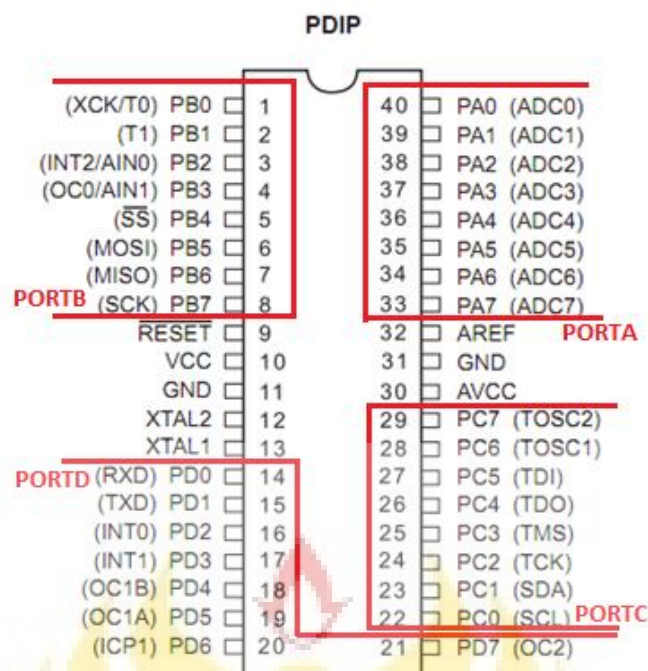 PDIP
(XCK/T0) PB0 1 40 PA0 (ADC0)
(T1) PB1 2 39 PA1 (ADC1)
(INT2/AIN0) PB2 3 38 PA2 (ADC2)
(OC0/AIN1) PB3 4 37 PA3 (ADC3)
(SS) PB4 5 36 PA4 (ADC4)
(MOSI) PB5 6 35 PA5 (ADC5)
(MISO) PB6 7 34 PA6 (ADC6)
PORTB (SCK) PB7 8 33 PA7 (ADC7)
RESET 9 32 AREF PORTA
VCC 10 31 GND
GND 11 30 AVCC
XTAL2 12 29 PC7 (TOSC2)
XTAL1 13 28 PC6 (TOSC1)
PORTD (RXD) PD0 14 27 PC5 (TDI)
(TXD) PD1 15 26 PC4 (TDO)
(INT0) PD2 16 25 PC3 (TMS)
(INT1) PD3 17 24 PC2 (TCK)
(OC1B) PD4 18 23 PC1 (SDA)
(OC1A) PD5 19 22 PC0 (SCL) PORTC
(ICP1) PD6 20 21 PD7 (OC2)